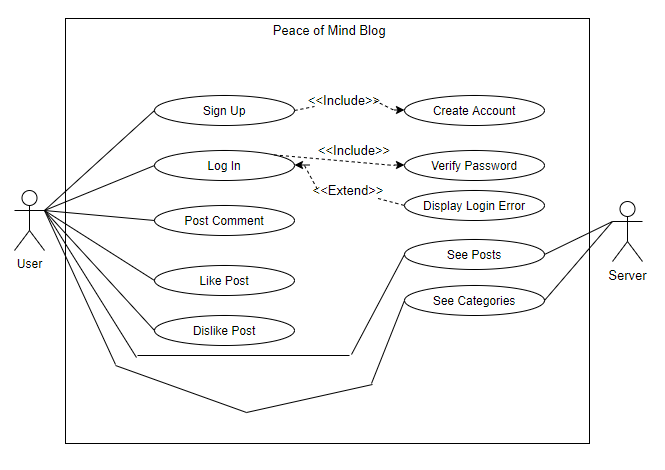 Peace of Mind Blog
Sign Up
<<Include>>
Create Account
Log In
<<Include>>
Verify Password
<<Extend>>
Display Login Error
Post Comment
See Posts
User
Server
Like Post
See Categories
Dislike Post